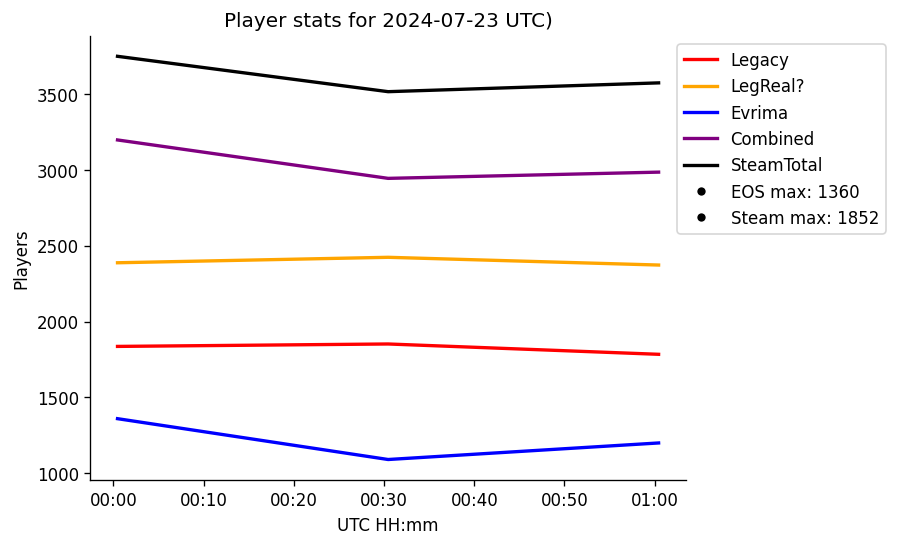 Player stats for 2024-07-23 UTC)
Legacy
LegReal?
Evrima
Combined
SteamTotal
EOS max: 1360
Steam max: 1852
Players
3500
3000
2500
2000
1500
1000
00:00 00:10 00:20 00:30 00:40 00:50 01:00
UTC HH:mm